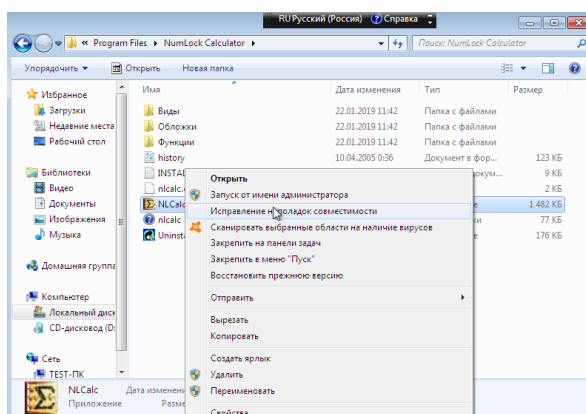 RU Русский (Россия) Справка
« Program Files ▸ NumLock Calculator ▸
Поиск: NumLock Calculator
Упорядочить
Открыть
Новая папка
Имя
Дата изменения
Тип
Размер
Избранное
Загрузки
Недавние места
Рабочий стол
Библиотеки
Видео
Документы
Изображения
Музыка
Домашняя группа
Компьютер
Локальный диск
CD-дисковод (D:
Сеть
TEST-ПК
Виды 22.01.2019 11:42 Папка с файлами
Обложки 22.01.2019 11:42 Папка с файлами
Функции 22.01.2019 11:42 Папка с файлами
history 10.04.2005 0:36 Документ в фор... 123 КБ
INSTAL
9 КБ
nlcalc.
2 КБ
NLCalc
1 482 КБ
nlcalc
77 КБ
Uninst
176 КБ
Открыть
Запуск от имени администратора
Исправление неполадок совместимости
Сканировать выбранные области на наличие вирусов
Закрепить на панели задач
Закрепить в меню "Пуск"
Восстановить прежнюю версию
Отправить
Вырезать
Копировать
Создать ярлык
Удалить
Переименовать
Свойства
NLCalc
Дата изменени
Приложение
Разме